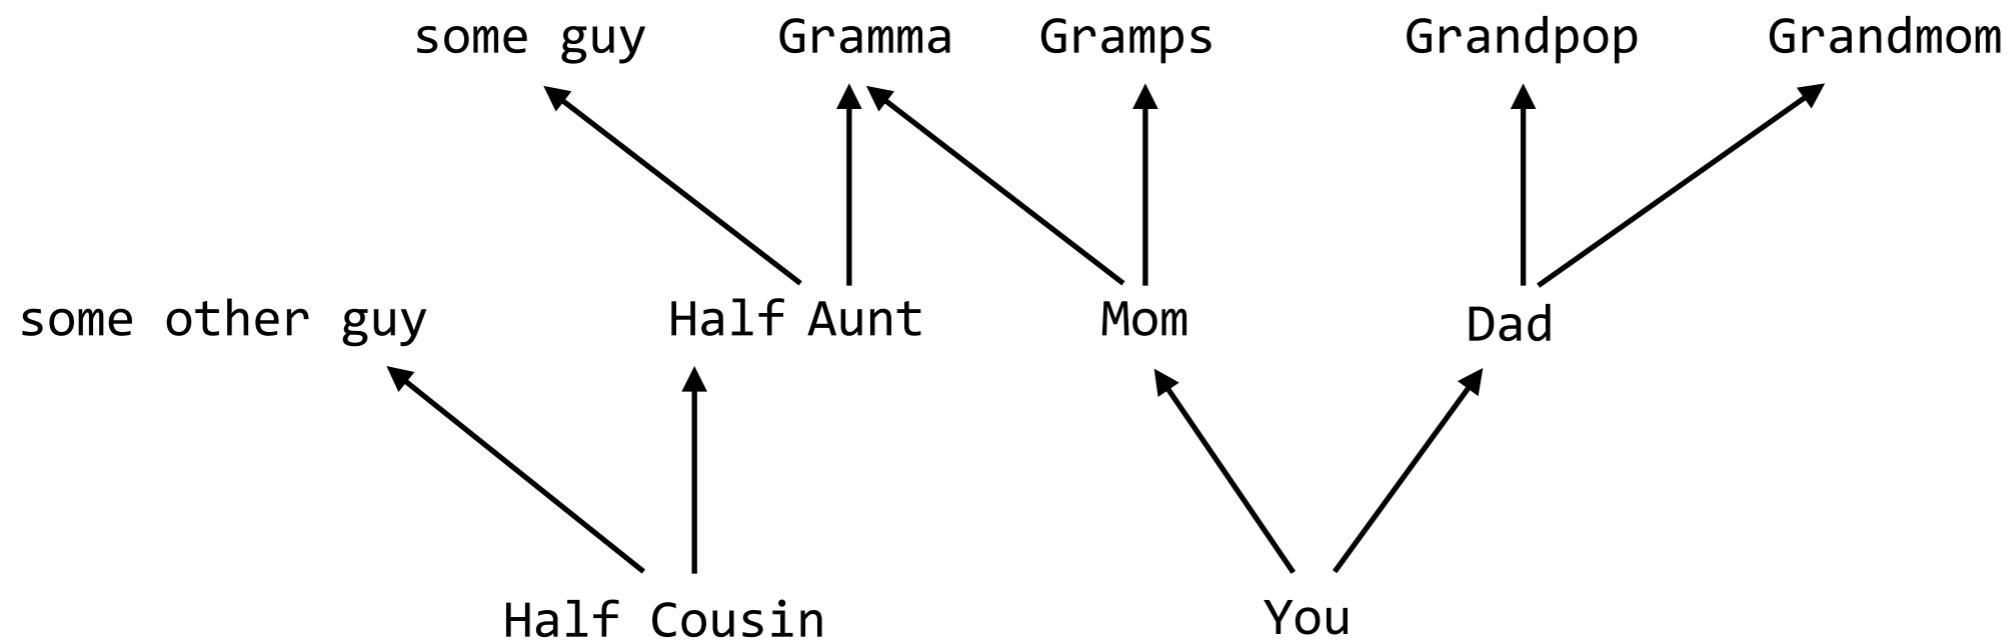 some guy Gramma Gramps Grandpop Grandmom
some other guy Half Aunt Mom Dad
Half Cousin You